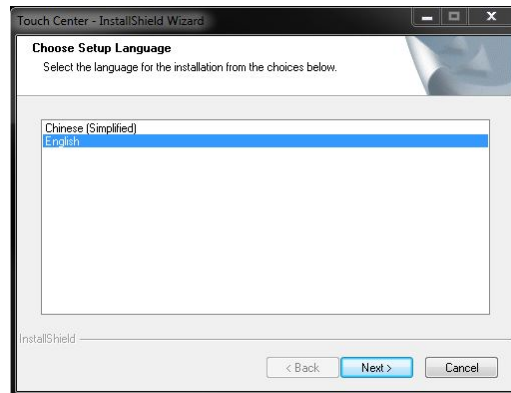 Touch Center - InstallShield Wizard
Choose Setup Language
Select the language for the installation from the choices below.
Chinese (Simplified)
English
InstallShield
< Back
Next >
Cancel